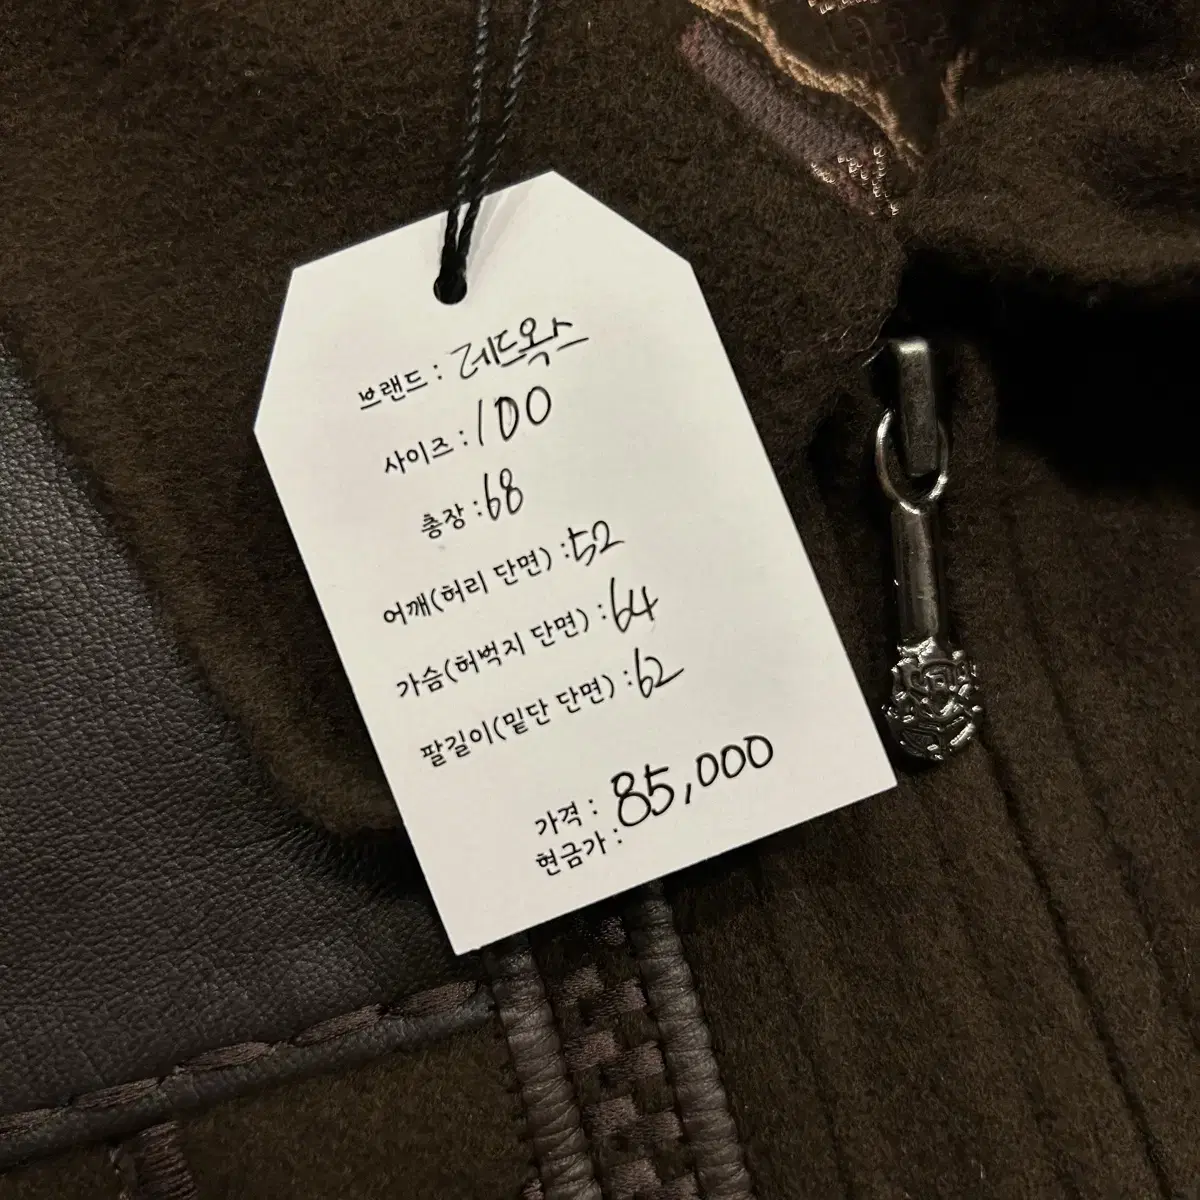 브랜드 : 레드옥스
사이즈 : 100
총장 : 68
어깨(허리 단면) : 52
가슴(허벅지 단면) : 64
팔길이(밑단 단면) : 62
가격 : 85,000
현금가 :